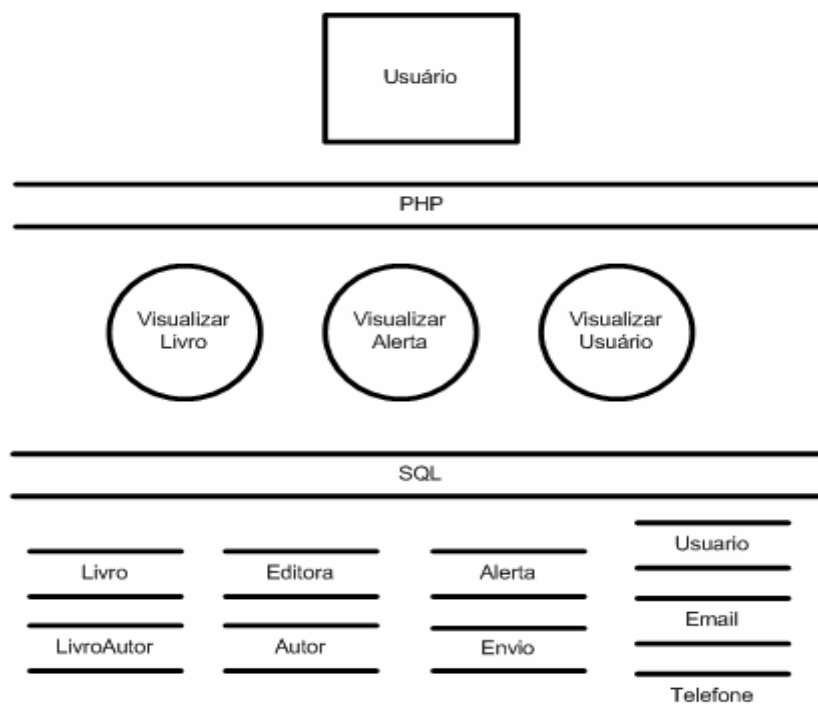 Usuário
PHP
Visualizar
Livro
Visualizar
Alerta
Visualizar
Usuário
SQL
Livro
Editora
Alerta
Usuario
LivroAutor
Autor
Envio
Email
Telefone